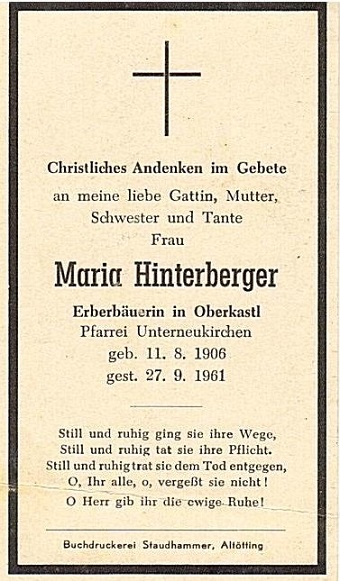 Christliches Andenken im Gebete
an meine liebe Gattin, Mutter,
Schwester und Tante
Frau
Maria Hinterberger
Erberbäuerin in Oberkastl
Pfarrei Unterneukirchen
geb. 11. 8. 1906
gest. 27. 9. 1961
Still und ruhig ging sie ihre Wege,
Still und ruhig tat sie ihre Pflicht.
Still und ruhig trat sie dem Tod entgegen,
O, Ihr alle, o, vergeßt sie nicht!
O Herr gib ihr die ewige Ruhe!
Buchdruckerei Staudhammer, Altötting